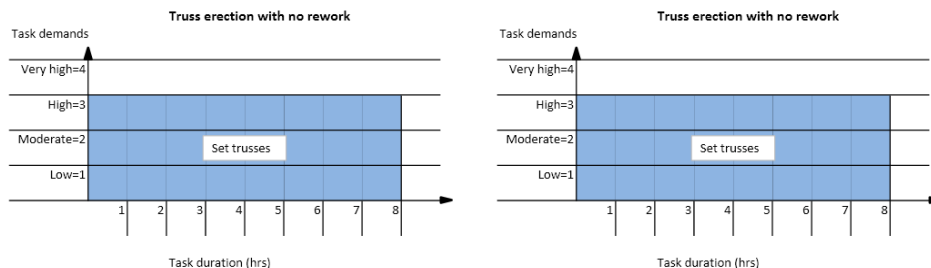 Truss erection with no rework
Task demands
Very high=4
High=3
Moderate=2
Low=1
Set trusses
1 2 3 4 5 6 7 8
Task duration (hrs)
Truss erection with no rework
Task demands
Very high=4
High=3
Moderate=2
Low=1
Set trusses
1 2 3 4 5 6 7 8
Task duration (hrs)